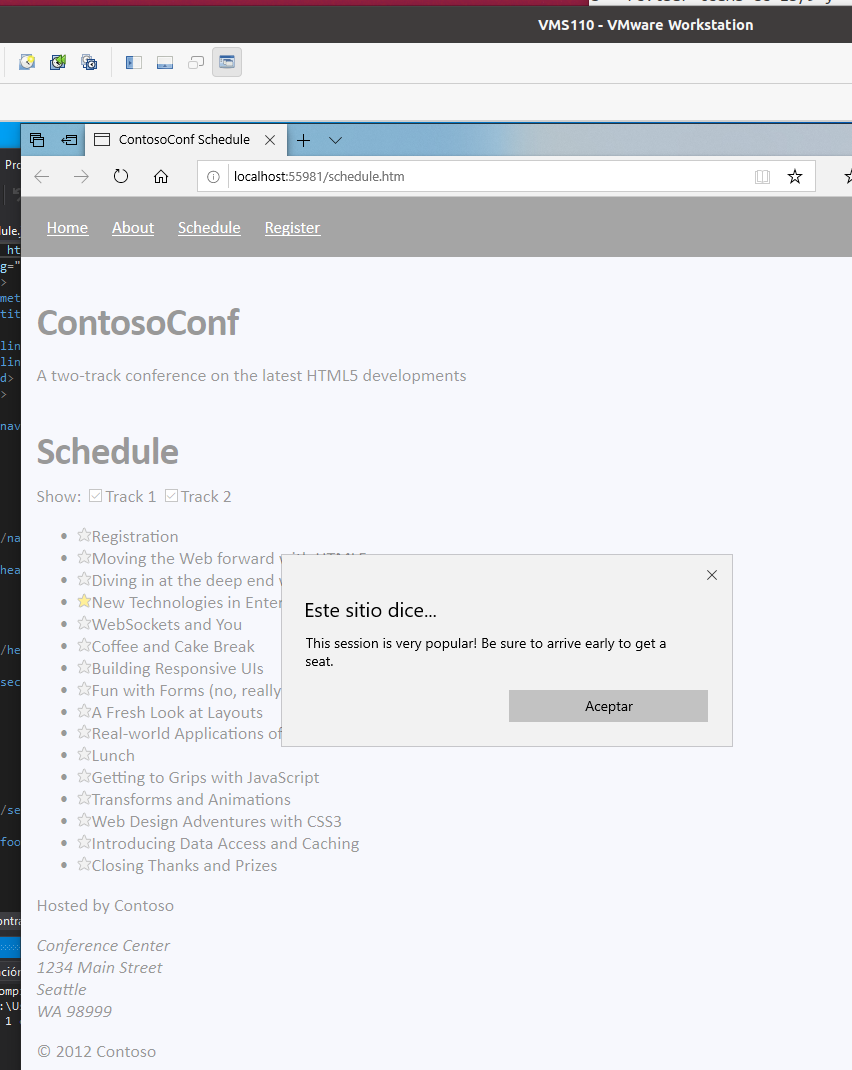 VMS110 - VMware Workstation
ContosoConf Schedule
localhost:55981/schedule.htm
Home About Schedule Register
ContosoConf
A two-track conference on the latest HTML5 developments
Schedule
Show: Track 1 Track 2
Registration
Moving the Web forward with HTML5
Diving in at the deep end
New Technologies in Enter
WebSockets and You
Coffee and Cake Break
Building Responsive UIs
Fun with Forms (no, really
A Fresh Look at Layouts
Real-world Applications of
Lunch
Getting to Grips with JavaScript
Transforms and Animations
Web Design Adventures with CSS3
Introducing Data Access and Caching
Closing Thanks and Prizes
Este sitio dice...
This session is very popular! Be sure to arrive early to get a
seat.
Aceptar
Hosted by Contoso
Conference Center
1234 Main Street
Seattle
WA 98999
© 2012 Contoso